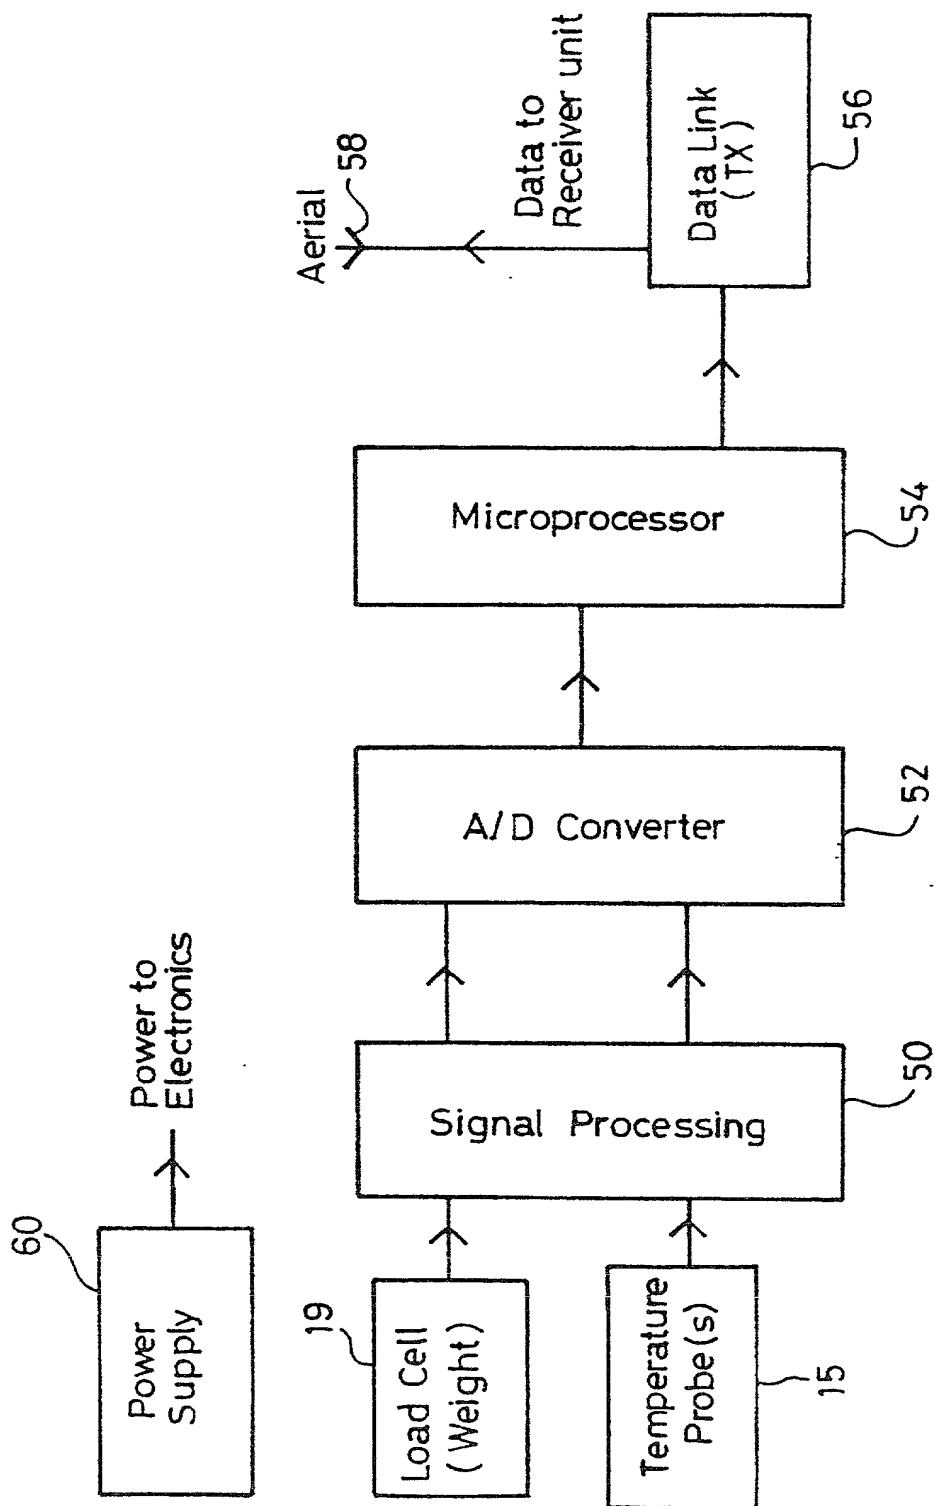 60
Power
Supply
Power to
Electronics
19
Load Cell
(Weight)
Temperature
Probe(s)
15
Signal Processing
50
A/D Converter
52
Microprocessor
54
Aerial
58
Data to
Receiver unit
Data Link
(TX)
56